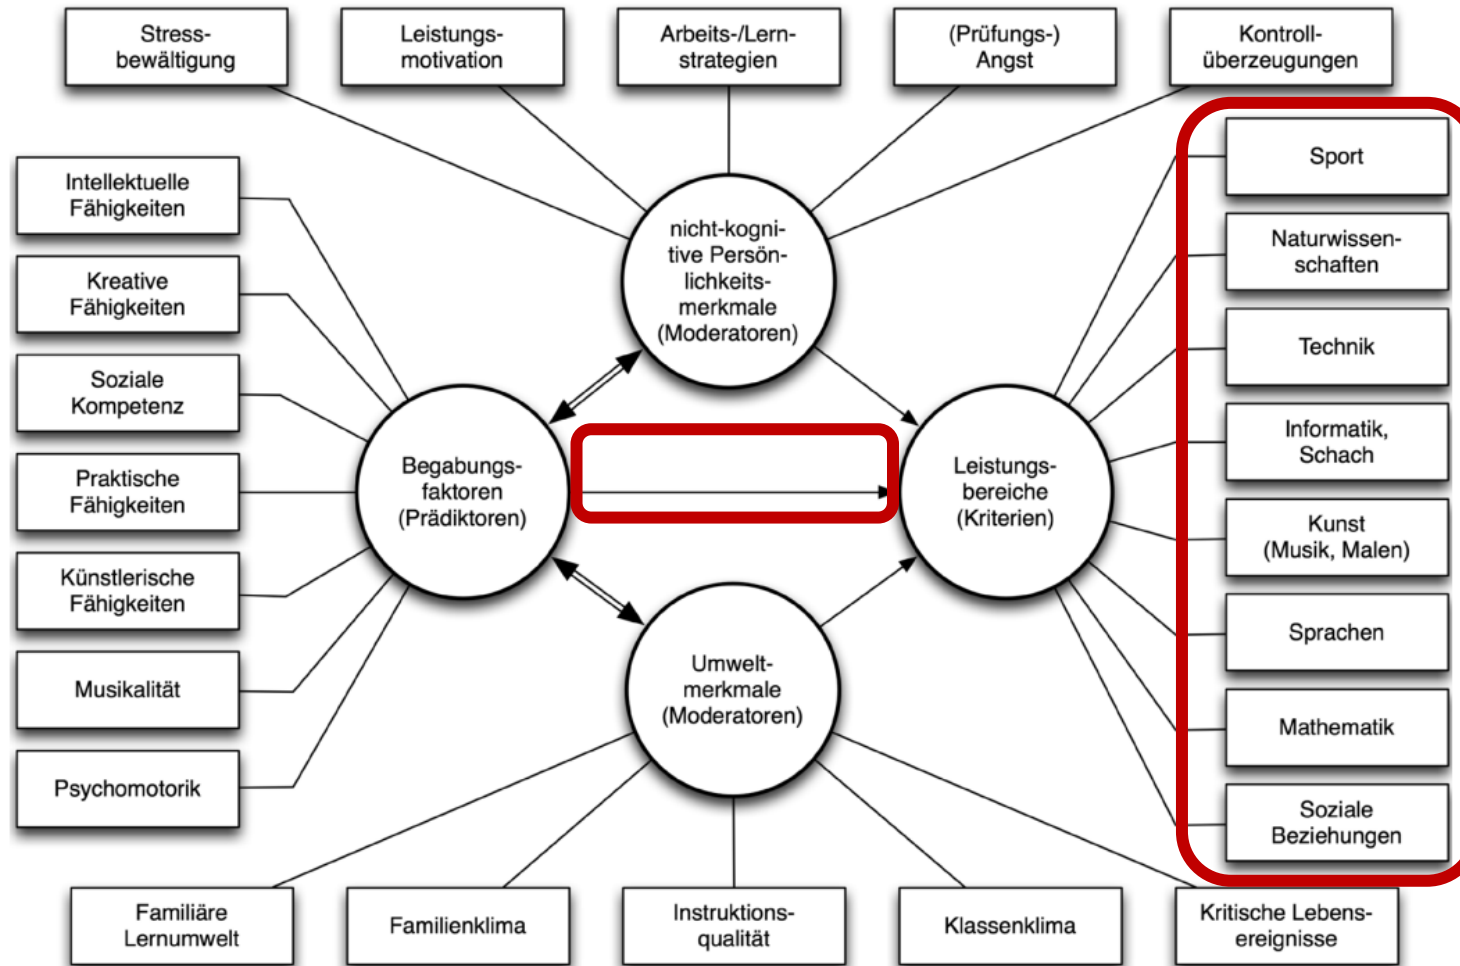 Stress-
bewältigung
Leistungs-
motivation
Arbeits-/Lern-
strategien
(Prüfungs-)
Angst
Kontroll-
überzeugungen
Intellektuelle
Fähigkeiten
Kreative
Fähigkeiten
Soziale
Kompetenz
Praktische
Fähigkeiten
Künstlerische
Fähigkeiten
Musikalität
Psychomotorik
nicht-kogni-
tive Persön-
lichkeits-
merkmale
(Moderatoren)
Begabungs-
faktoren
(Prädiktoren)
Leistungs-
bereiche
(Kriterien)
Umwelt-
merkmale
(Moderatoren)
Sport
Naturwissen-
schaften
Technik
Informatik,
Schach
Kunst
(Musik, Malen)
Sprachen
Mathematik
Soziale
Beziehungen
Familiäre
Lernumwelt
Familienklima
Instruktions-
qualität
Klassenklima
Kritische Lebens-
ereignisse